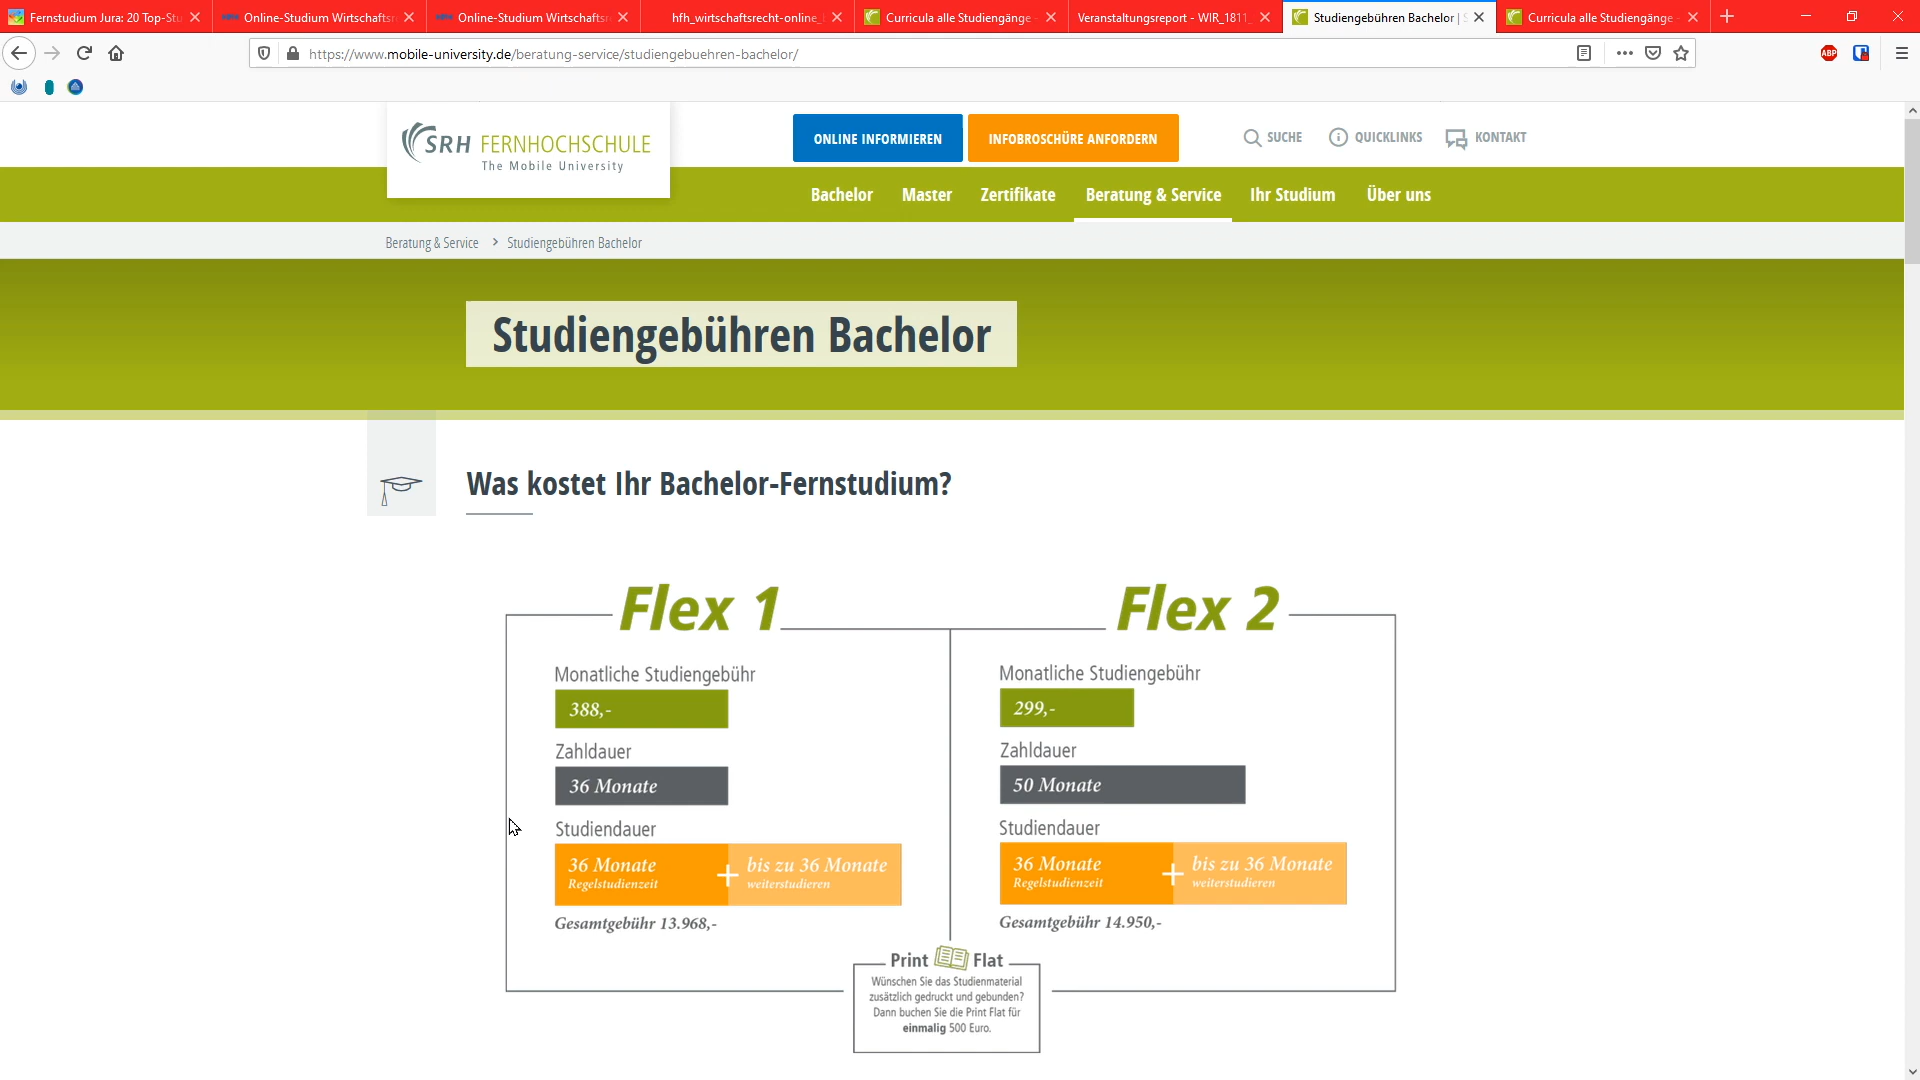 Fernstudium Jura: 20 Top-Stu
Online-Studium Wirtschaftsr
Online-Studium Wirtschaftsr
hfh_wirtschaftsrecht-online_
Curricula alle Studiengänge -
Veranstaltungsreport - WIR_1811_
Studiengebühren Bachelor | S
Curricula alle Studiengänge -
https://www.mobile-university.de/beratung-service/studiengebuehren-bachelor/
ABP
SRH FERNHOCHSCHULE
The Mobile University
ONLINE INFORMIEREN
INFOBROSCHÜRE ANFORDERN
SUCHE
QUICKLINKS
KONTAKT
Bachelor
Master
Zertifikate
Beratung & Service
Ihr Studium
Über uns
Beratung & Service > Studiengebühren Bachelor
Studiengebühren Bachelor
Was kostet Ihr Bachelor-Fernstudium?
Flex 1
Monatliche Studiengebühr
388,-
Zahldauer
36 Monate
Studiendauer
36 Monate + bis zu 36 Monate
Regelstudienzeit weiterstudieren
Gesamtgebühr 13.968,-
Flex 2
Monatliche Studiengebühr
299,-
Zahldauer
50 Monate
Studiendauer
36 Monate + bis zu 36 Monate
Regelstudienzeit weiterstudieren
Gesamtgebühr 14.950,-
Print Flat
Wünschen Sie das Studienmaterial
zusätzlich gedruckt und gebunden?
Dann buchen Sie die Print Flat für
einmalig 500 Euro.